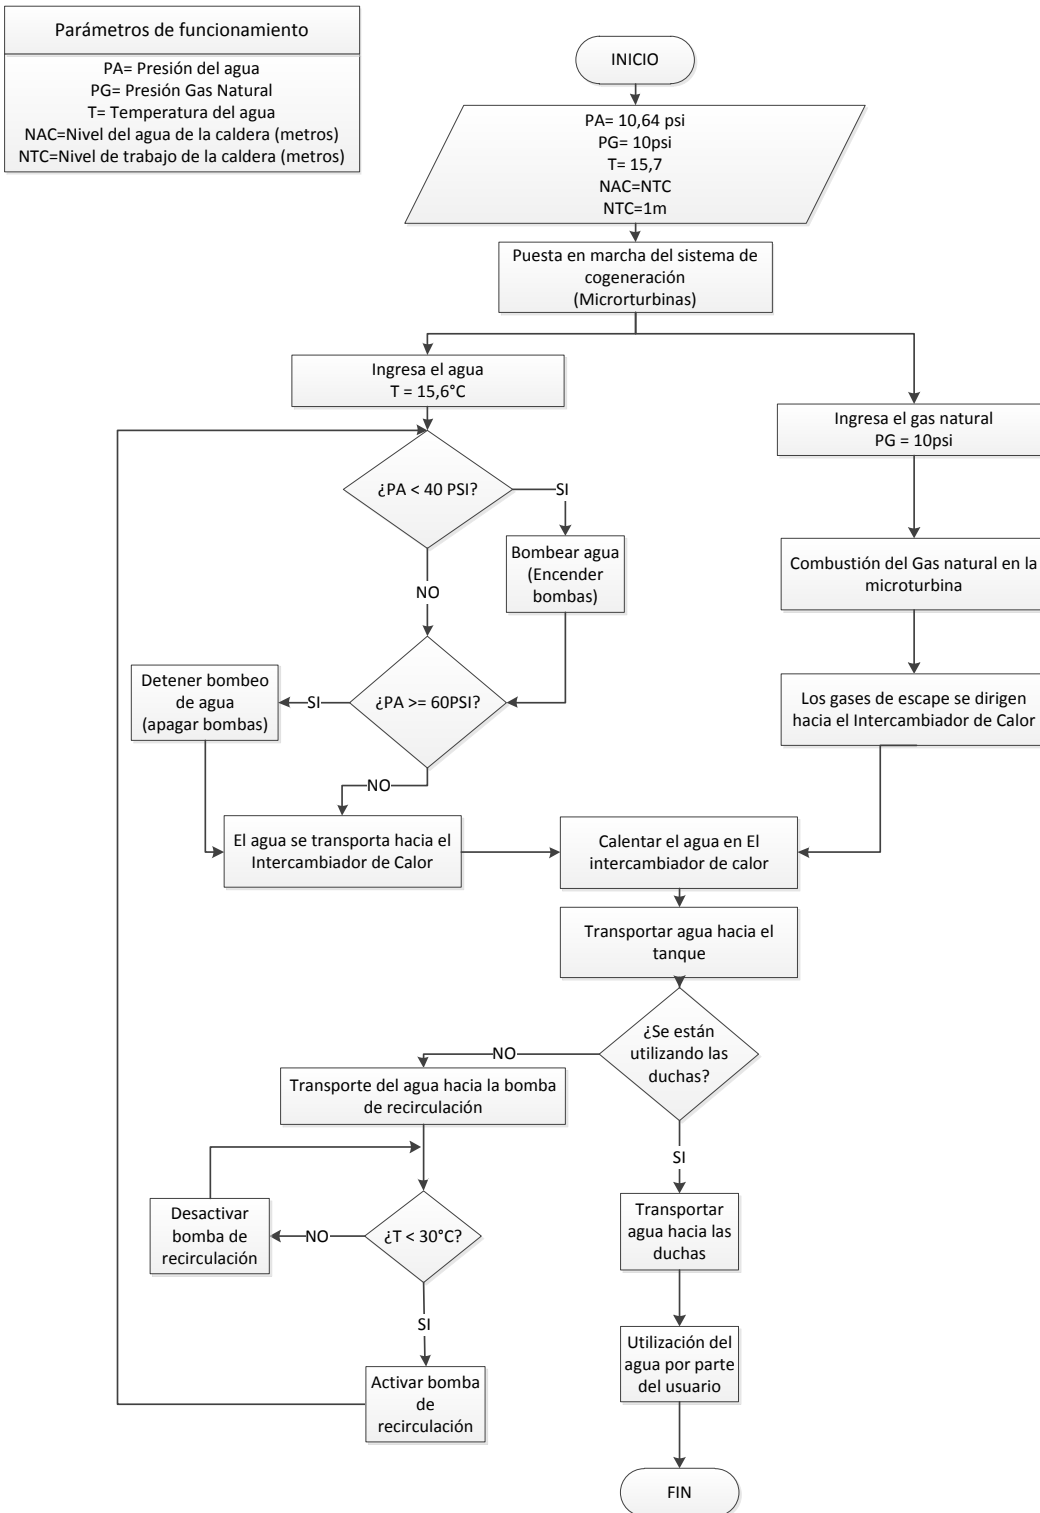 Parámetros de funcionamiento
PA= Presión del agua
PG= Presión Gas Natural
T= Temperatura del agua
NAC=Nivel del agua de la caldera (metros)
NTC=Nivel de trabajo de la caldera (metros)
INICIO
PA= 10,64 psi
PG= 10psi
T= 15,7
NAC=NTC
NTC=1m
Puesta en marcha del sistema de
cogeneración
(Microrturbinas)
Ingresa el agua
T = 15,6°C
Ingresa el gas natural
PG = 10psi
¿PA < 40 PSI?
SI
Bombear agua
(Encender
bombas)
NO
Combustión del Gas natural en la
microturbina
Detener bombeo
de agua
(apagar bombas)
SI
¿PA >= 60PSI?
Los gases de escape se dirigen
hacia el Intercambiador de Calor
NO
El agua se transporta hacia el
Intercambiador de Calor
Calentar el agua en El
intercambiador de calor
Transportar agua hacia el
tanque
¿Se están
utilizando las
duchas?
NO
Transporte del agua hacia la bomba
de recirculación
SI
Desactivar
bomba de
recirculación
NO
¿T < 30°C?
Transportar
agua hacia las
duchas
SI
Utilización del
agua por parte
del usuario
Activar bomba
de
recirculación
FIN